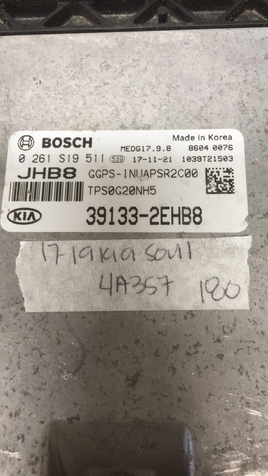 BOSCH
Made in Korea
MEDG17.9.8 8604 0076
0 261 S19 511 539 17-11-21 1039T21503
JHB8 GGPS-INUAPSR2C00
TPS0G20NH5
KIA 39133-2EHB8
17 19 kia soul
4A357 180